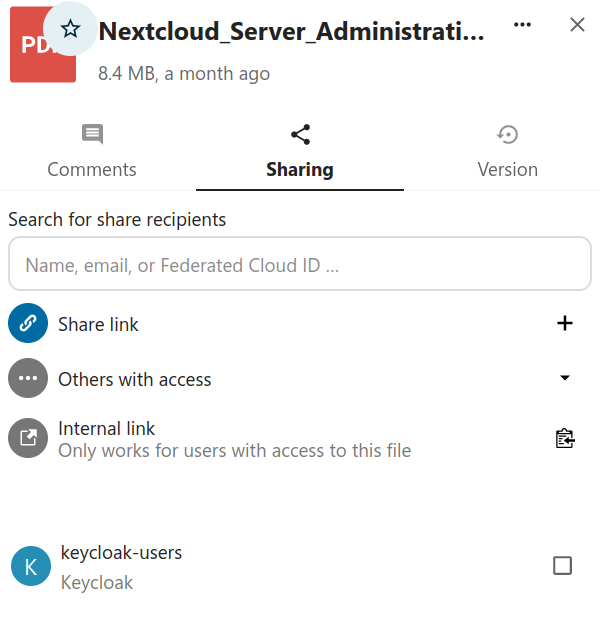 PD
Nextcloud_Server_Administrati...
8.4 MB, a month ago
Comments
Sharing
Version
Search for share recipients
Name, email, or Federated Cloud ID ...
Share link
Others with access
Internal link
Only works for users with access to this file
K
keycloak-users
Keycloak